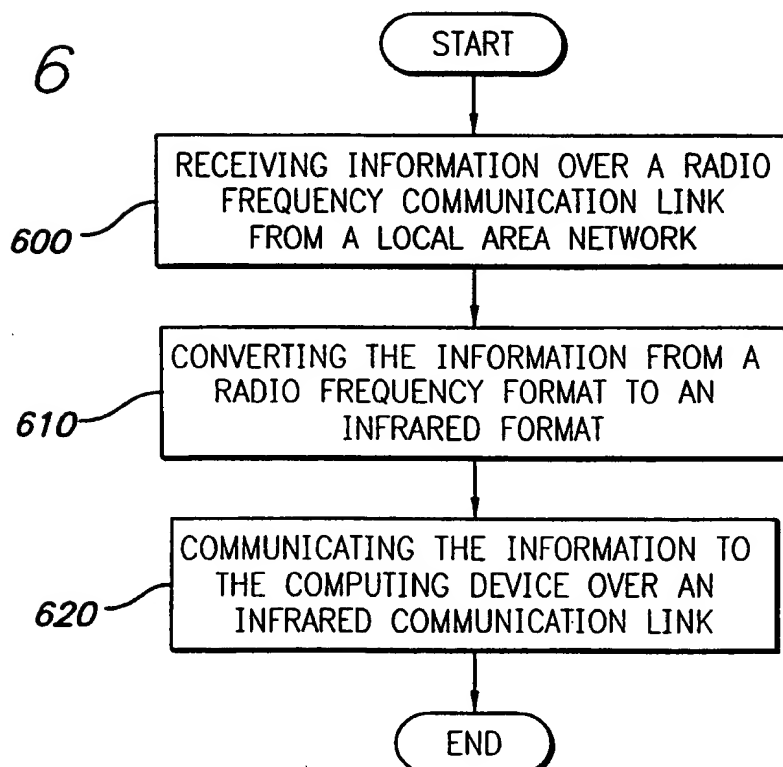 6
START
RECEIVING INFORMATION OVER A RADIO
FREQUENCY COMMUNICATION LINK
FROM A LOCAL AREA NETWORK
600
CONVERTING THE INFORMATION FROM A
RADIO FREQUENCY FORMAT TO AN
INFRARED FORMAT
610
COMMUNICATING THE INFORMATION TO
THE COMPUTING DEVICE OVER AN
INFRARED COMMUNICATION LINK
620
END